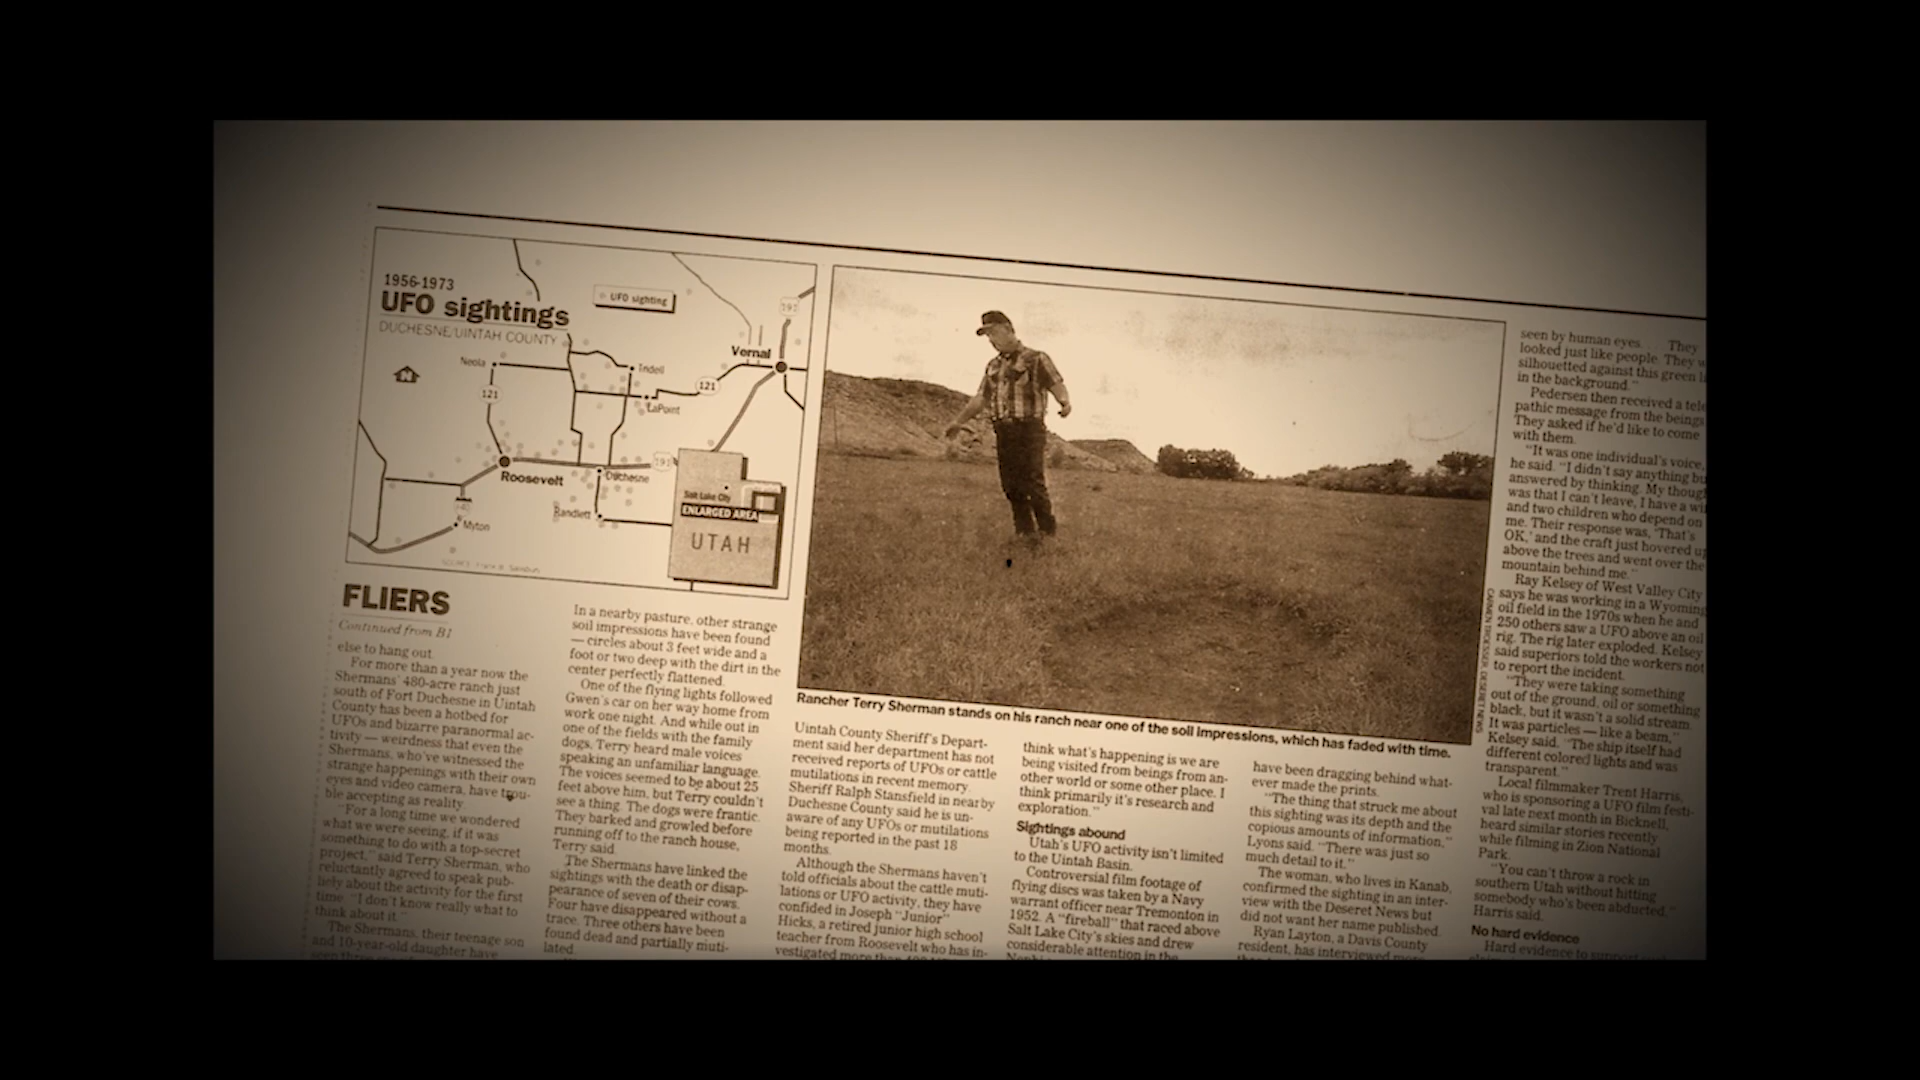 1956-1973
UFO sightings
DUCHESNE/UINTAH COUNTY
UFO sighting
191
Vernal
Neola
Tridell
121
121
LaPoint
N
Roosevelt
191
Duchesne
Randlett
Myton
40
Salt Lake City
ENLARGED AREA
UTAH
SOURCE: Frank B. Salisbury
FLIERS
Continued from B1
else to hang out.
For more than a year now the
Shermans' 480-acre ranch just
south of Fort Duchesne in Uintah
County has been a hotbed for
UFOs and bizarre paranormal ac-
tivity — weirdness that even the
Shermans, who've witnessed the
strange happenings with their own
eyes and video camera, have trou-
ble accepting as reality.
"For a long time we wondered
what we were seeing, if it was
something to do with a top-secret
project," said Terry Sherman, who
reluctantly agreed to speak pub-
licly about the activity for the first
time. "I don't know really what to
think about it."
The Shermans, their teenage son
and 10-year-old daughter have
In a nearby pasture, other strange
soil impressions have been found
— circles about 3 feet wide and a
foot or two deep with the dirt in the
center perfectly flattened.
One of the flying lights followed
Gwen's car on her way home from
work one night. And while out in
one of the fields with the family
dogs, Terry heard male voices
speaking an unfamiliar language.
The voices seemed to be about 25
feet above him, but Terry couldn't
see a thing. The dogs were frantic.
They barked and growled before
running off to the ranch house,
Terry said.
The Shermans have linked the
sightings with the death or disap-
pearance of seven of their cows.
Four have disappeared without a
trace. Three others have been
found dead and partially muti-
lated.
CARMEN TROESSER, DESERET NEWS
Rancher Terry Sherman stands on his ranch near one of the soil impressions, which has faded with time.
Uintah County Sheriff's Depart-
ment said her department has not
received reports of UFOs or cattle
mutilations in recent memory.
Sheriff Ralph Stansfield in nearby
Duchesne County said he is un-
aware of any UFOs or mutilations
being reported in the past 18
months.
Although the Shermans haven't
told officials about the cattle muti-
lations or UFO activity, they have
confided in Joseph "Junior"
Hicks, a retired junior high school
teacher from Roosevelt who has in-
vestigated more than 400
think what's happening is we are
being visited from beings from an-
other world or some other place. I
think primarily it's research and
exploration."
Sightings abound
Utah's UFO activity isn't limited
to the Uintah Basin.
Controversial film footage of
flying discs was taken by a Navy
warrant officer near Tremonton in
1952. A "fireball" that raced above
Salt Lake City's skies and drew
considerable attention in the
have been dragging behind what-
ever made the prints.
"The thing that struck me about
this sighting was its depth and the
copious amounts of information,"
Lyons said. "There was just so
much detail to it."
The woman, who lives in Kanab,
confirmed the sighting in an inter-
view with the Deseret News but
did not want her name published.
Ryan Layton, a Davis County
resident, has interviewed more
seen by human eyes. They
looked just like people. They w
silhouetted against this green li
in the background."
Pedersen then received a tele
pathic message from the beings
They asked if he'd like to come
with them.
"It was one individual's voice,
he said. "I didn't say anything bu
answered by thinking. My though
was that I can't leave, I have a wi
and two children who depend on
me. Their response was, 'That's
OK,' and the craft just hovered up
above the trees and went over the
mountain behind me."
Ray Kelsey of West Valley City
says he was working in a Wyoming
oil field in the 1970s when he and
250 others saw a UFO above an oil
rig. The rig later exploded. Kelsey
said superiors told the workers not
to report the incident.
"They were taking something
out of the ground, oil or something
black, but it wasn't a solid stream.
It was particles — like a beam,"
Kelsey said. "The ship itself had
different colored lights and was
transparent."
Local filmmaker Trent Harris,
who is sponsoring a UFO film festi-
val late next month in Bicknell,
heard similar stories recently
while filming in Zion National
Park.
"You can't throw a rock in
southern Utah without hitting
somebody who's been abducted,"
Harris said.
No hard evidence
Hard evidence to support